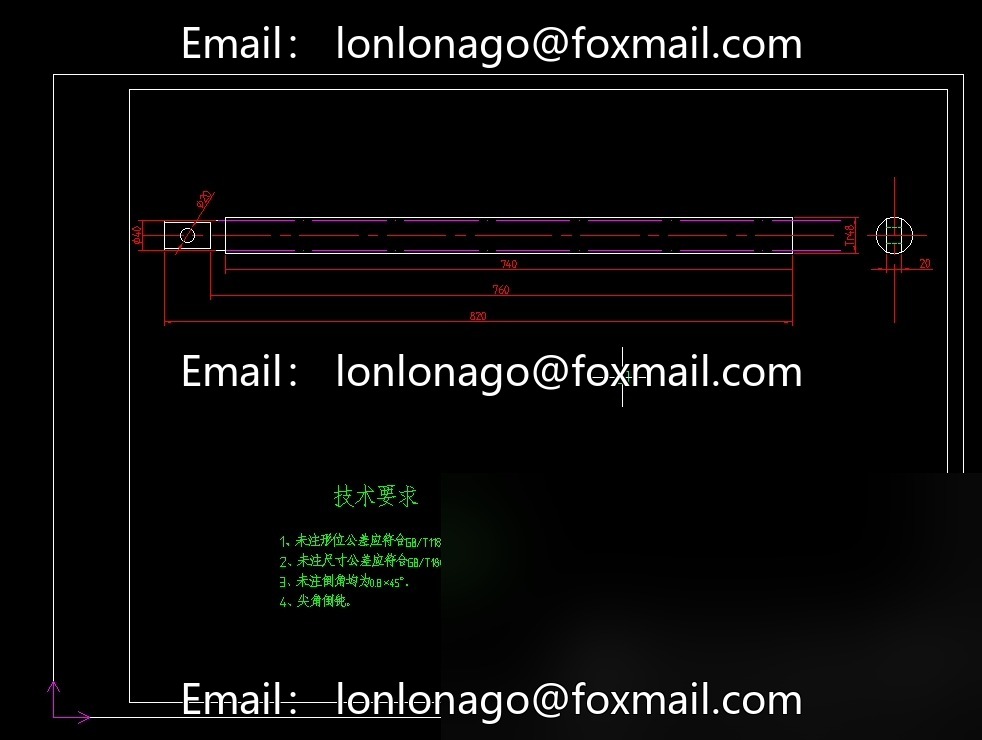 Email： lonlonago@foxmail.com
Φ20
Φ40
Tr48
740
20
760
820
Email： lonlonago@foxmail.com
技术要求
1、未注形位公差应符合GB/T118
2、未注尺寸公差应符合GB/T18
3、未注倒角均为0.8×45°.
4、尖角倒钝。
Email： lonlonago@foxmail.com